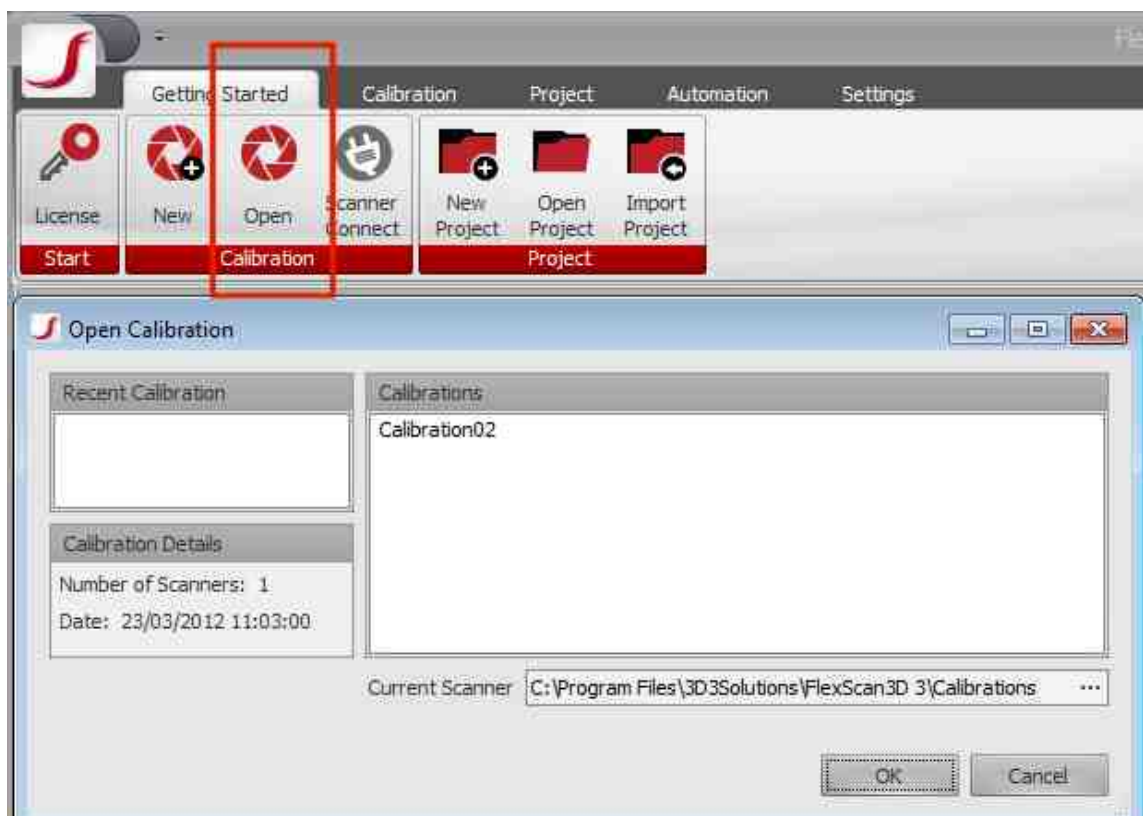 Getting Started Calibration Project Automation Settings
License New Open Scanner Connect New Project Open Project Import Project
Start Calibration Project
Open Calibration
Recent Calibration
Calibrations
Calibration02
Calibration Details
Number of Scanners: 1
Date: 23/03/2012 11:03:00
Current Scanner C:\Program Files\3D3Solutions\FlexScan3D 3\Calibrations ...
OK Cancel